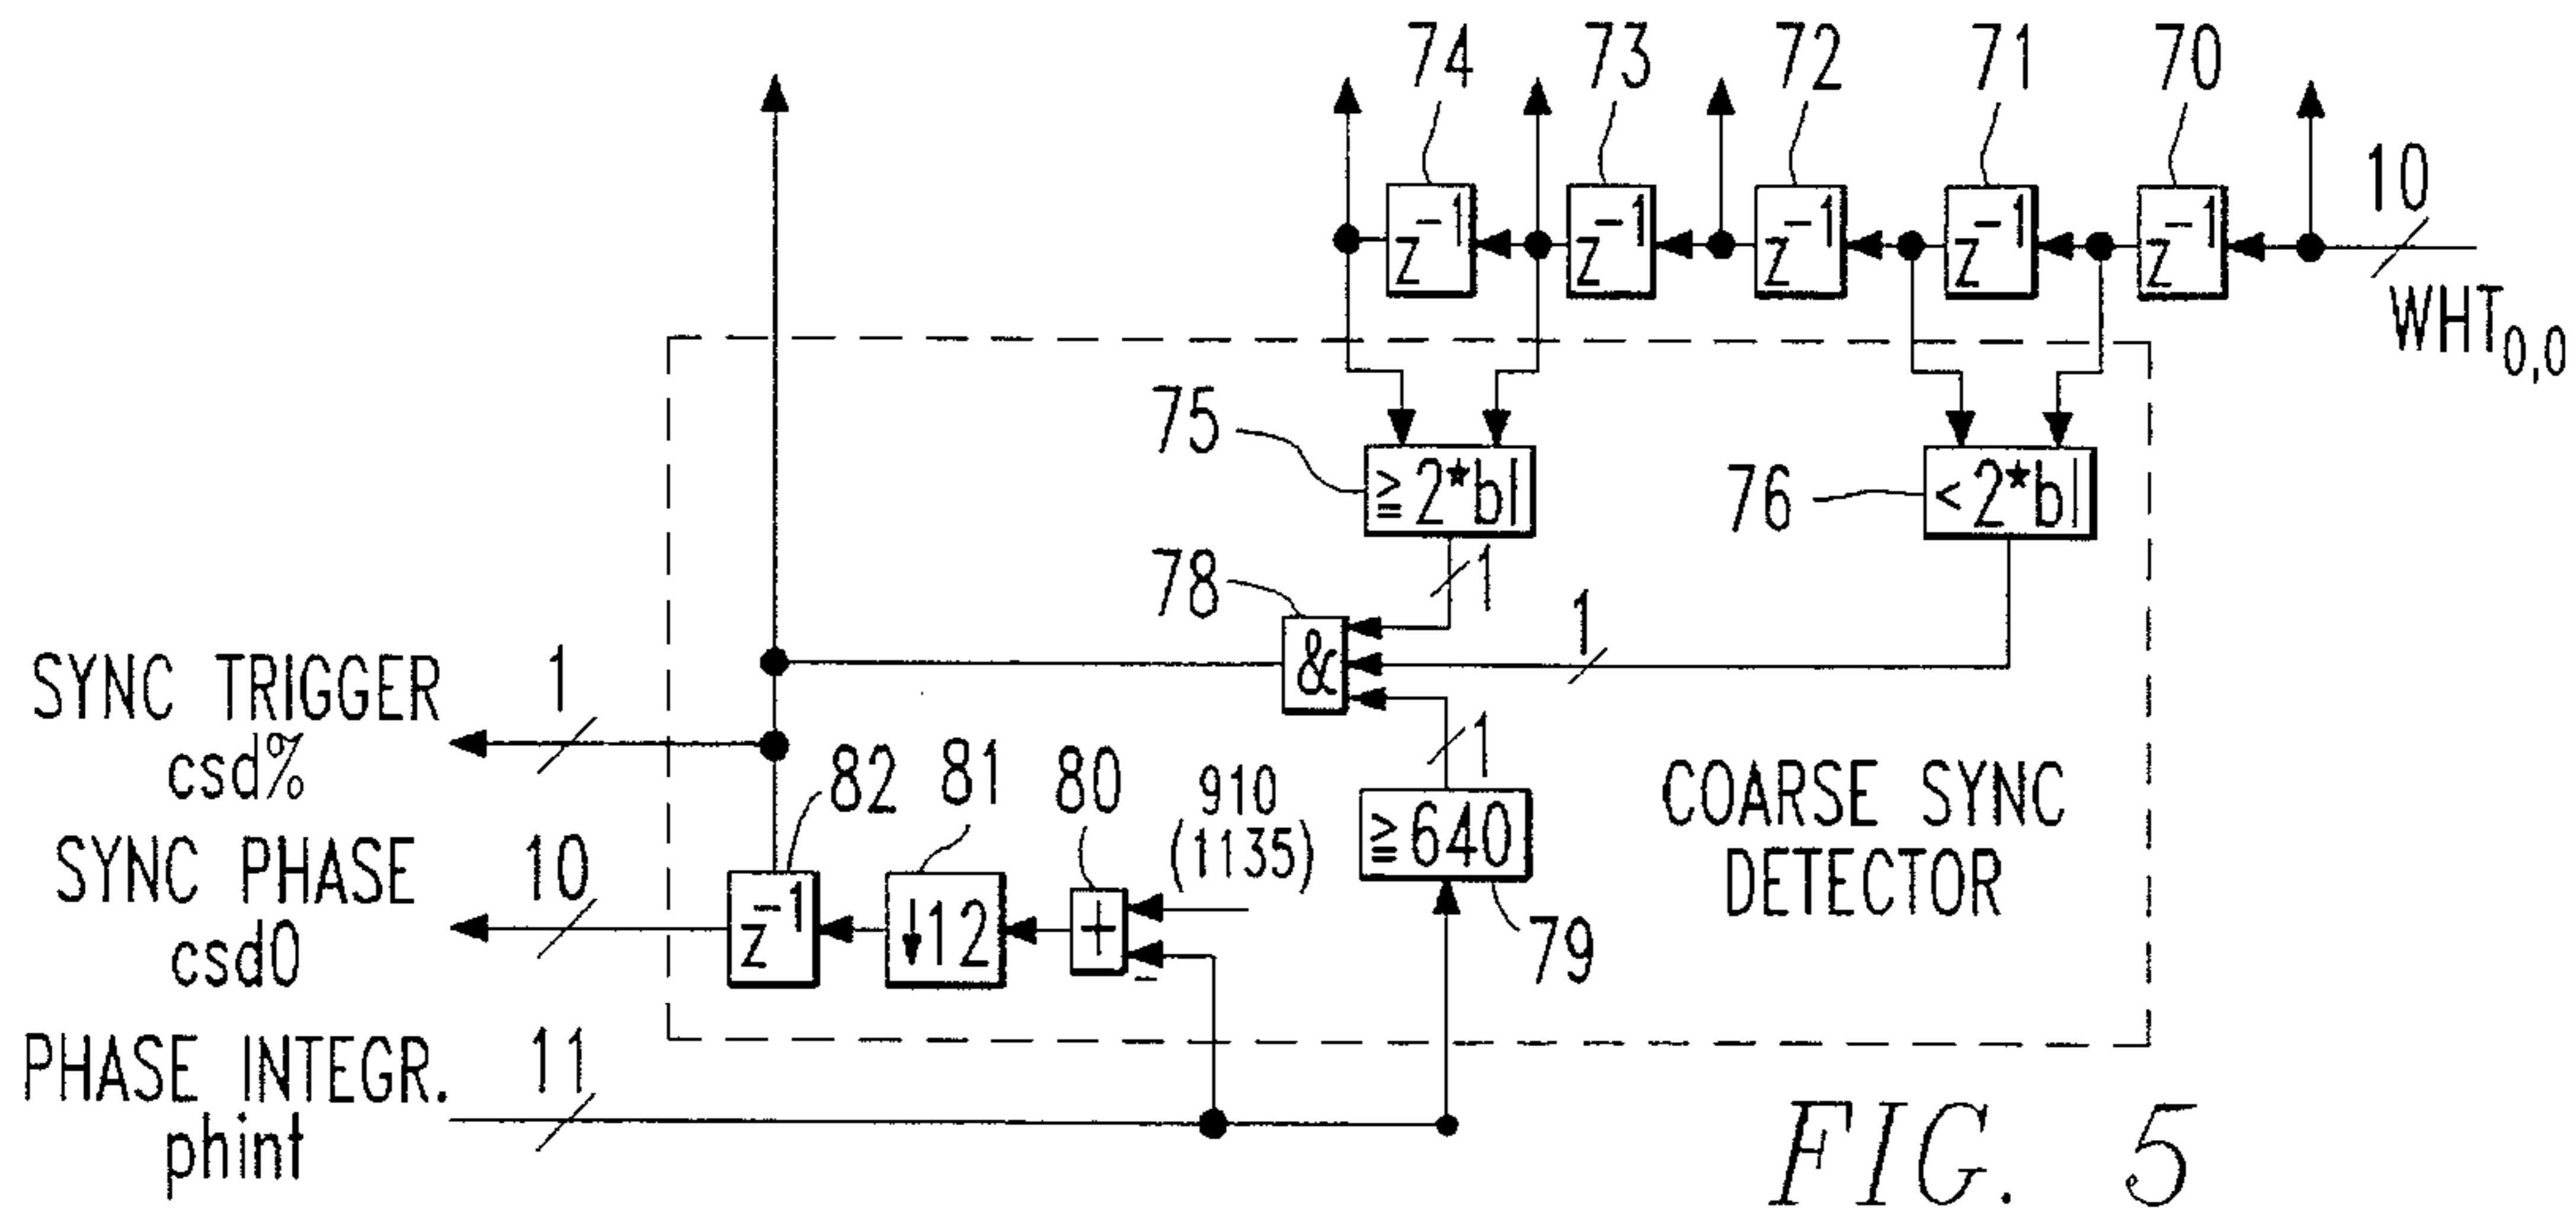 74 73 72 71 70
10
z⁻¹ z⁻¹ z⁻¹ z⁻¹ z⁻¹
WHT0,0
75
≧ 2*bl
76
< 2*bl
1
78
1
&
SYNC TRIGGER
csd%
1
1
82 81 80
910
(1135)
≧640
79
COARSE SYNC
DETECTOR
SYNC PHASE
csd0
10
z⁻¹
↓12
+
−
PHASE INTEGR.
phint
11
FIG. 5